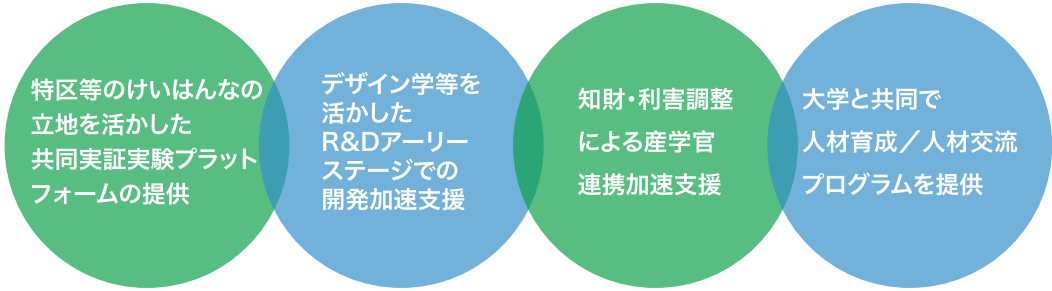 特区等のけいはんなの
立地を活かした
共同実証実験プラット
フォームの提供
デザイン学等を
活かした
R&Dアーリー
ステージでの
開発加速支援
知財・利害調整
による産学官
連携加速支援
大学と共同で
人材育成／人材交流
プログラムを提供